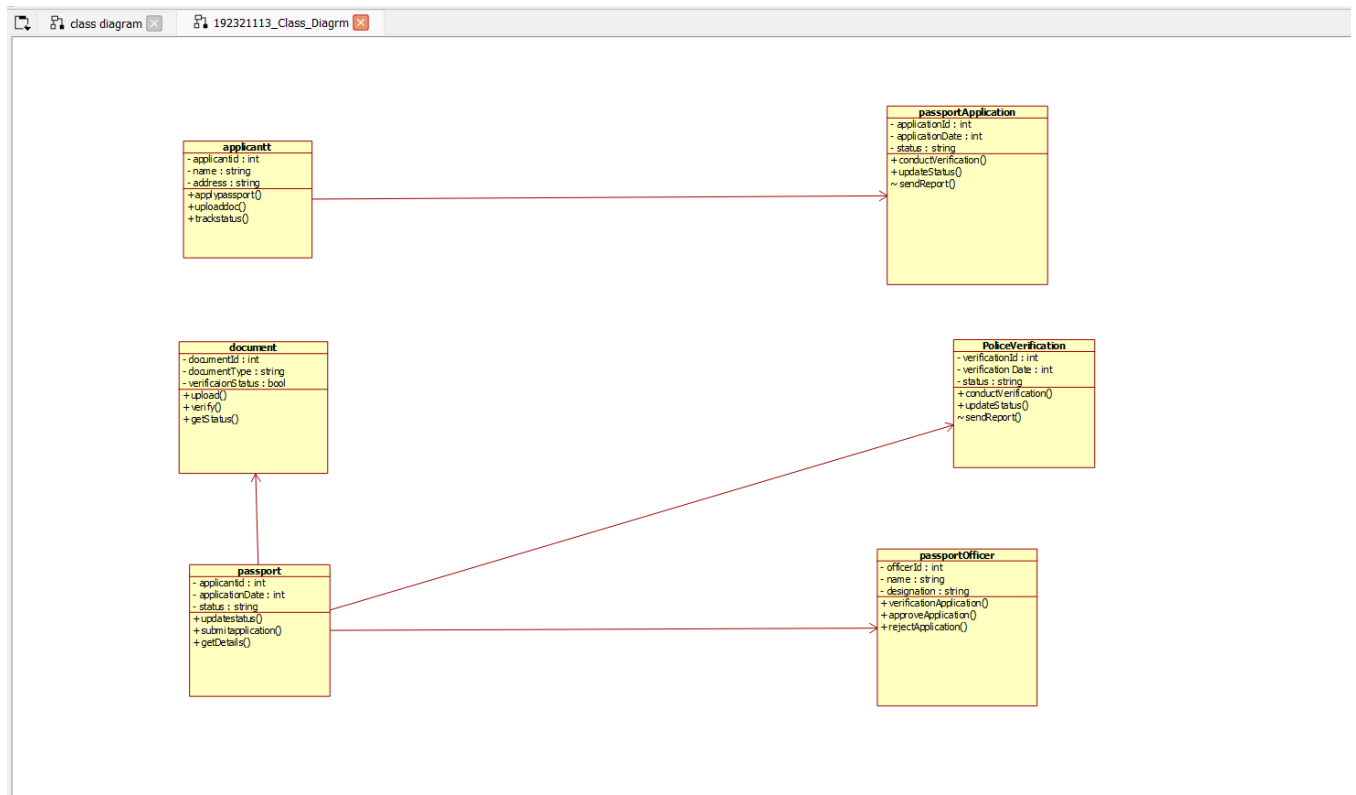 class diagram
192321113_Class_Diagrm
applicantt
- applicantid : int
- name : string
- address : string
+applypassport()
+uploaddoc()
+trackstatus()
passportApplication
- applicationId : int
- applicationDate : int
- status : string
+conductVerification()
+updateStatus()
~sendReport()
document
- documentId : int
- documentType : string
- verificaionStatus : bool
+upload()
+verify()
+getStatus()
PoliceVerification
- verificationId : int
- verification Date : int
- status : string
+conductVerification()
+updateStatus()
~sendReport()
passport
- applicantid : int
- applicationDate : int
- status : string
+updatestatus()
+submitapplication()
+getDetails()
passportOfficer
- officerId : int
- name : string
- designation : string
+verificationApplication()
+approveApplication()
+rejectApplication()